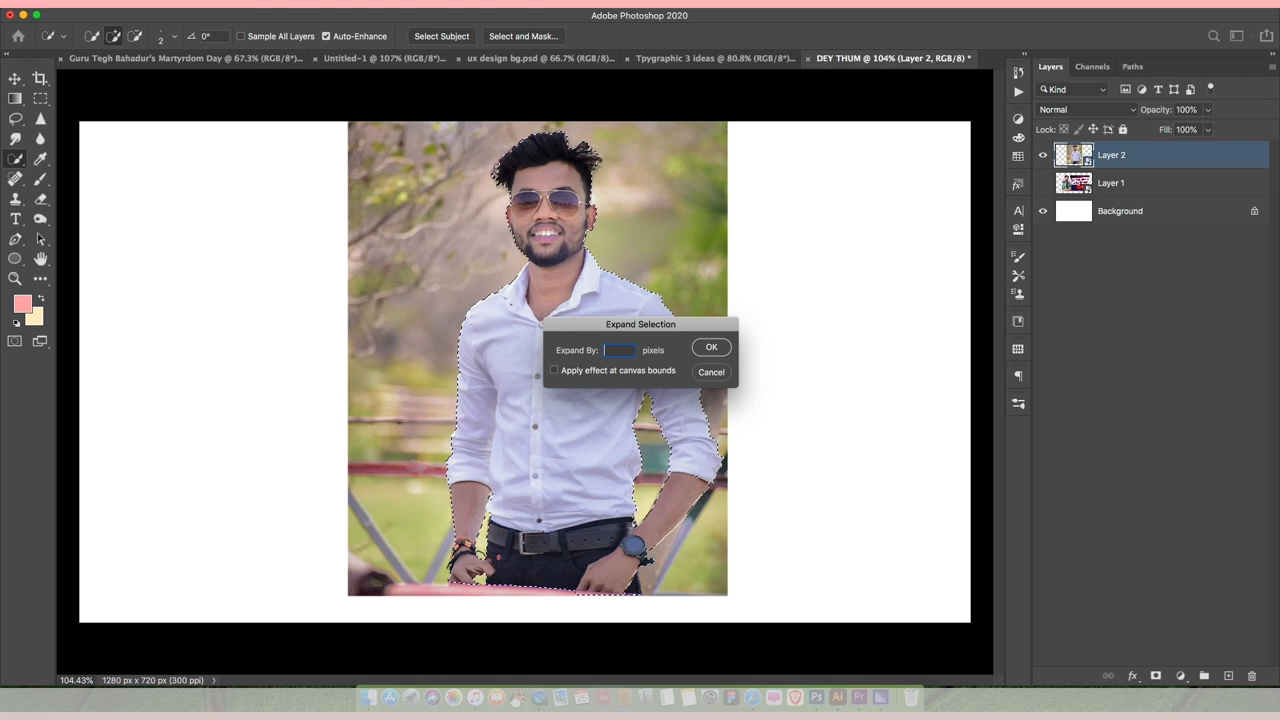 Adobe Photoshop 2020
2 0° Sample All Layers Auto-Enhance Select Subject Select and Mask...
× Guru Tegh Bahadur's Martyrdom Day @ 67.3% (RGB/8*)... × Untitled-1 @ 107% (RGB/8*)... × ux design bg.psd @ 66.7% (RGB/8)... × Tpygraphic 3 ideas @ 80.8% (RGB/8*)... × DEY THUM @ 104% (Layer 2, RGB/8) *
Layers Channels Paths
Kind
Normal Opacity: 100%
Lock: Fill: 100%
Layer 2
Layer 1
Background
Expand Selection
Expand By: pixels OK
Apply effect at canvas bounds Cancel
104.43% 1280 px x 720 px (300 ppi)